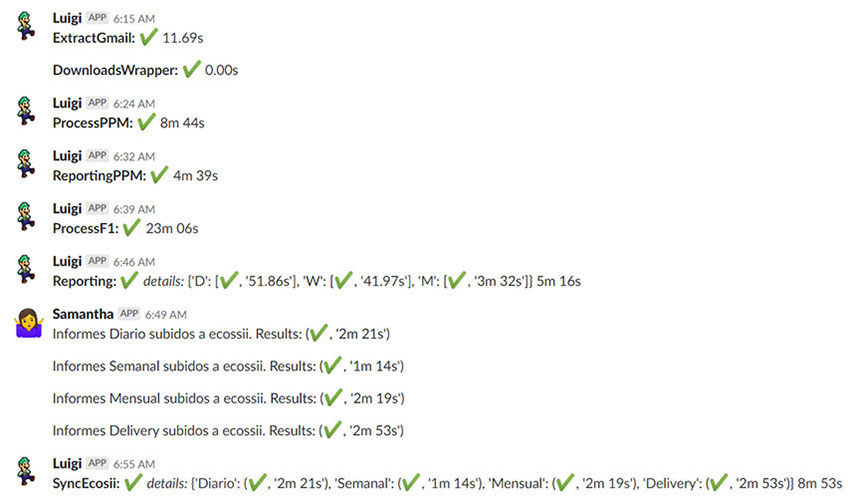 Luigi APP 6:15 AM
ExtractGmail: ✔ 11.69s
DownloadsWrapper: ✔ 0.00s
Luigi APP 6:24 AM
ProcessPPM: ✔ 8m 44s
Luigi APP 6:32 AM
ReportingPPM: ✔ 4m 39s
Luigi APP 6:39 AM
ProcessF1: ✔ 23m 06s
Luigi APP 6:46 AM
Reporting: ✔ details: {'D': [✔, '51.86s'], 'W': [✔, '41.97s'], 'M': [✔, '3m 32s']} 5m 16s
Samantha APP 6:49 AM
Informes Diario subidos a ecossii. Results: (✔, '2m 21s')
Informes Semanal subidos a ecossii. Results: (✔, '1m 14s')
Informes Mensual subidos a ecossii. Results: (✔, '2m 19s')
Informes Delivery subidos a ecossii. Results: (✔, '2m 53s')
Luigi APP 6:55 AM
SyncEcosii: ✔ details: {'Diario': (✔, '2m 21s'), 'Semanal': (✔, '1m 14s'), 'Mensual': (✔, '2m 19s'), 'Delivery': (✔, '2m 53s')} 8m 53s